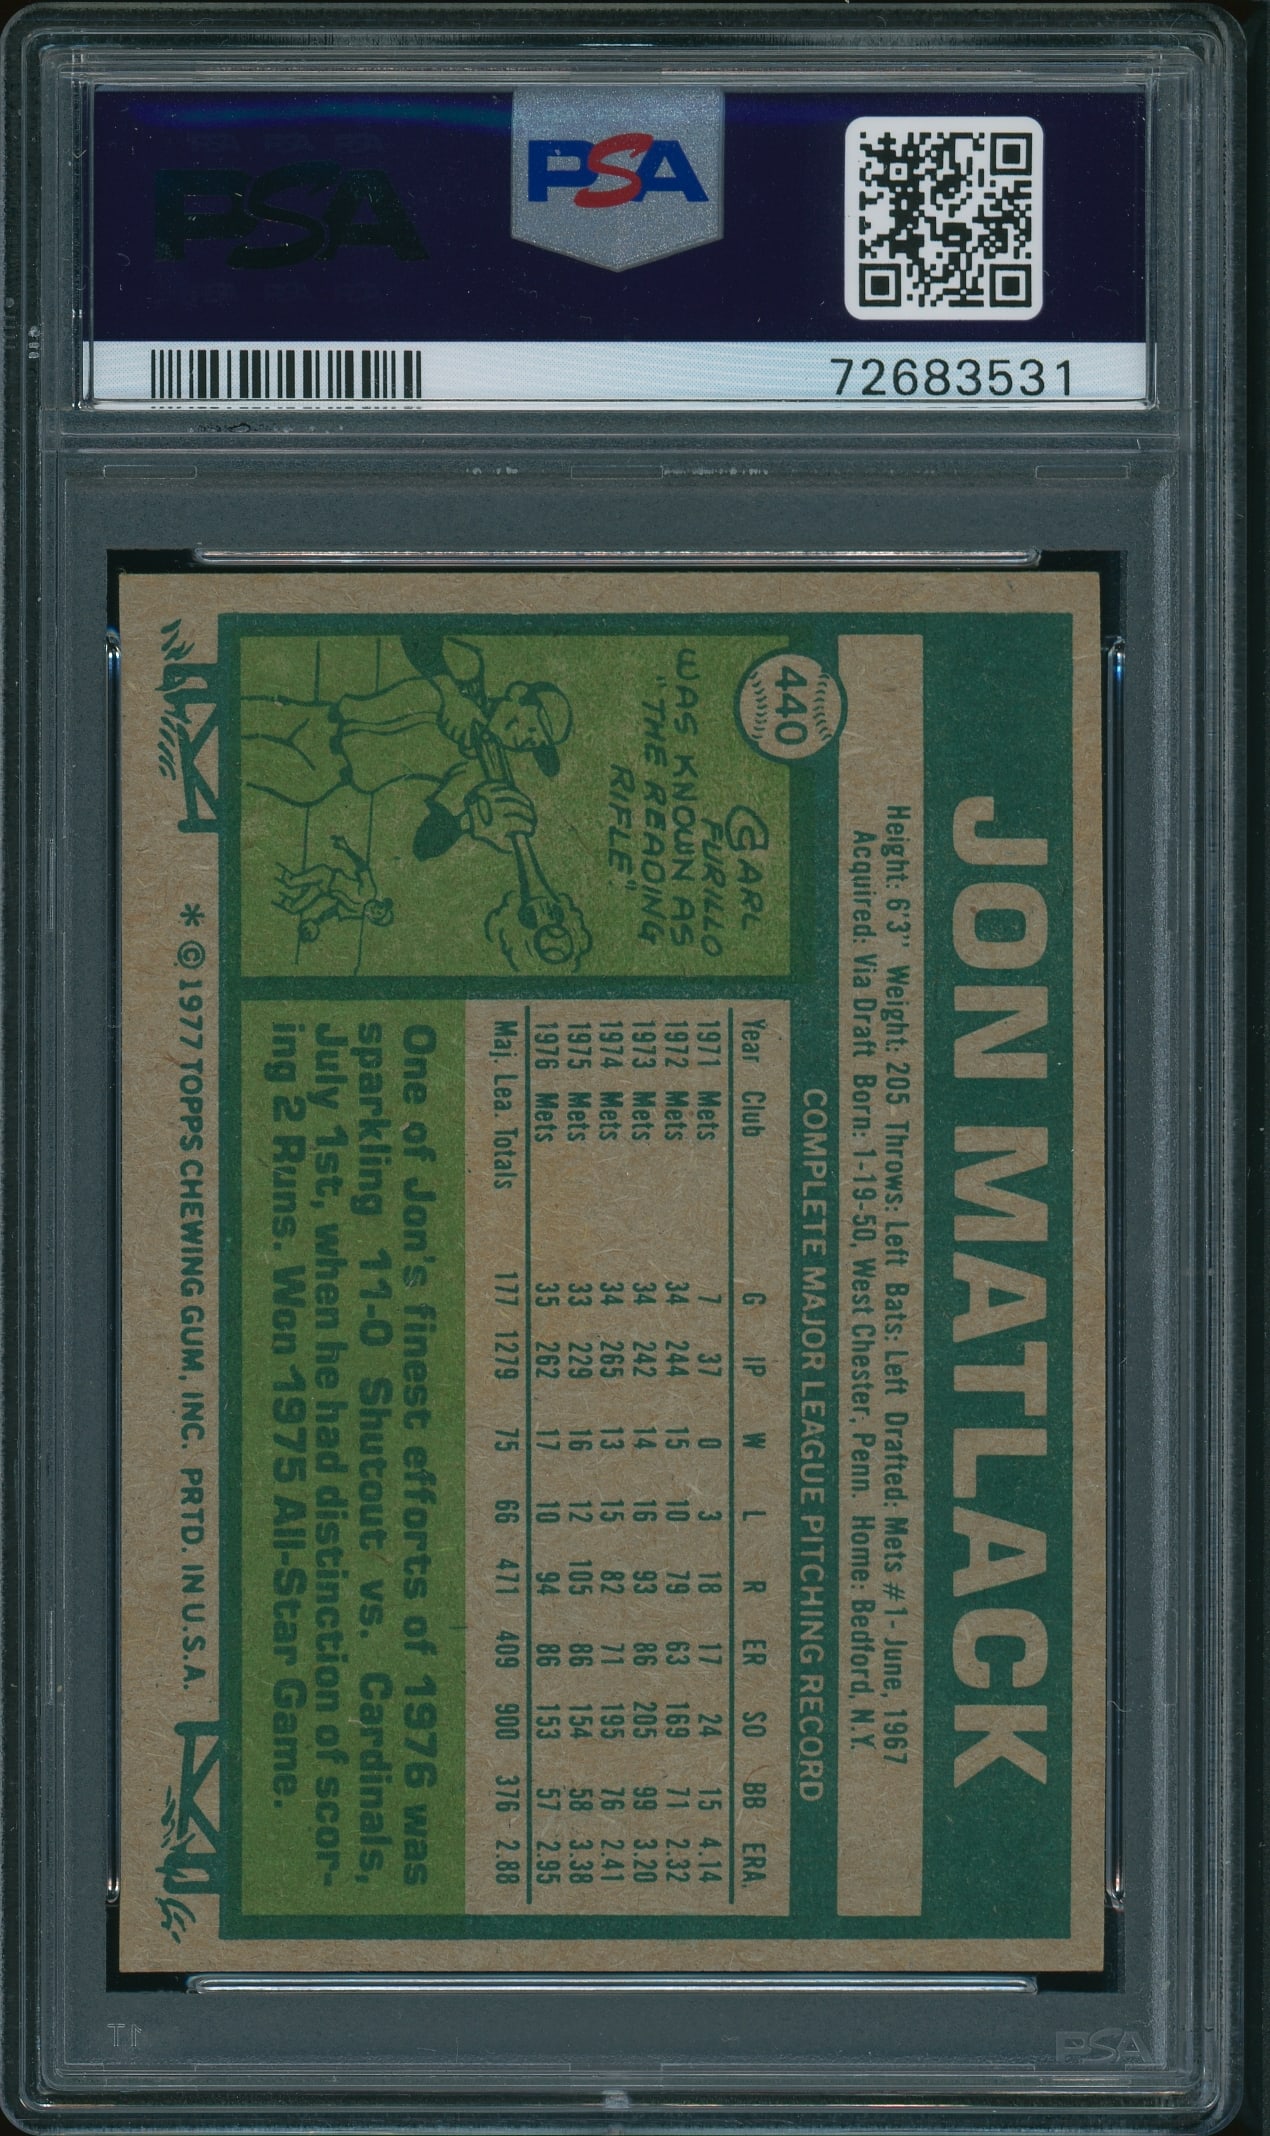 PSA
PSA
72683531
JON MATLACK
Height: 6'3" Weight: 205 Throws: Left Bats: Left Drafted: Mets #1-June, 1967
Acquired: Via Draft Born: 1-19-50, West Chester, Penn. Home: Bedford, N.Y.
440
CARL
FURILLO
WAS KNOWN AS
"THE READING
RIFLE."
COMPLETE MAJOR LEAGUE PITCHING RECORD
Year Club G IP W L R ER SO BB ERA.
1971 Mets 7 37 0 3 18 17 24 15 4.14
1972 Mets 34 244 15 10 79 63 169 71 2.32
1973 Mets 34 242 14 16 93 86 205 99 3.20
1974 Mets 34 265 13 15 82 71 195 76 2.41
1975 Mets 33 229 16 12 105 86 154 58 3.38
1976 Mets 35 262 17 10 94 86 153 57 2.95
Maj. Lea. Totals 177 1279 75 66 471 409 900 376 2.88
One of Jon's finest efforts of 1976 was
sparkling 11-0 Shutout vs. Cardinals,
July 1st, when he had distinction of scor-
ing 2 Runs. Won 1975 All-Star Game.
* © 1977 TOPPS CHEWING GUM, INC. PRTD. IN U.S.A.
PSA